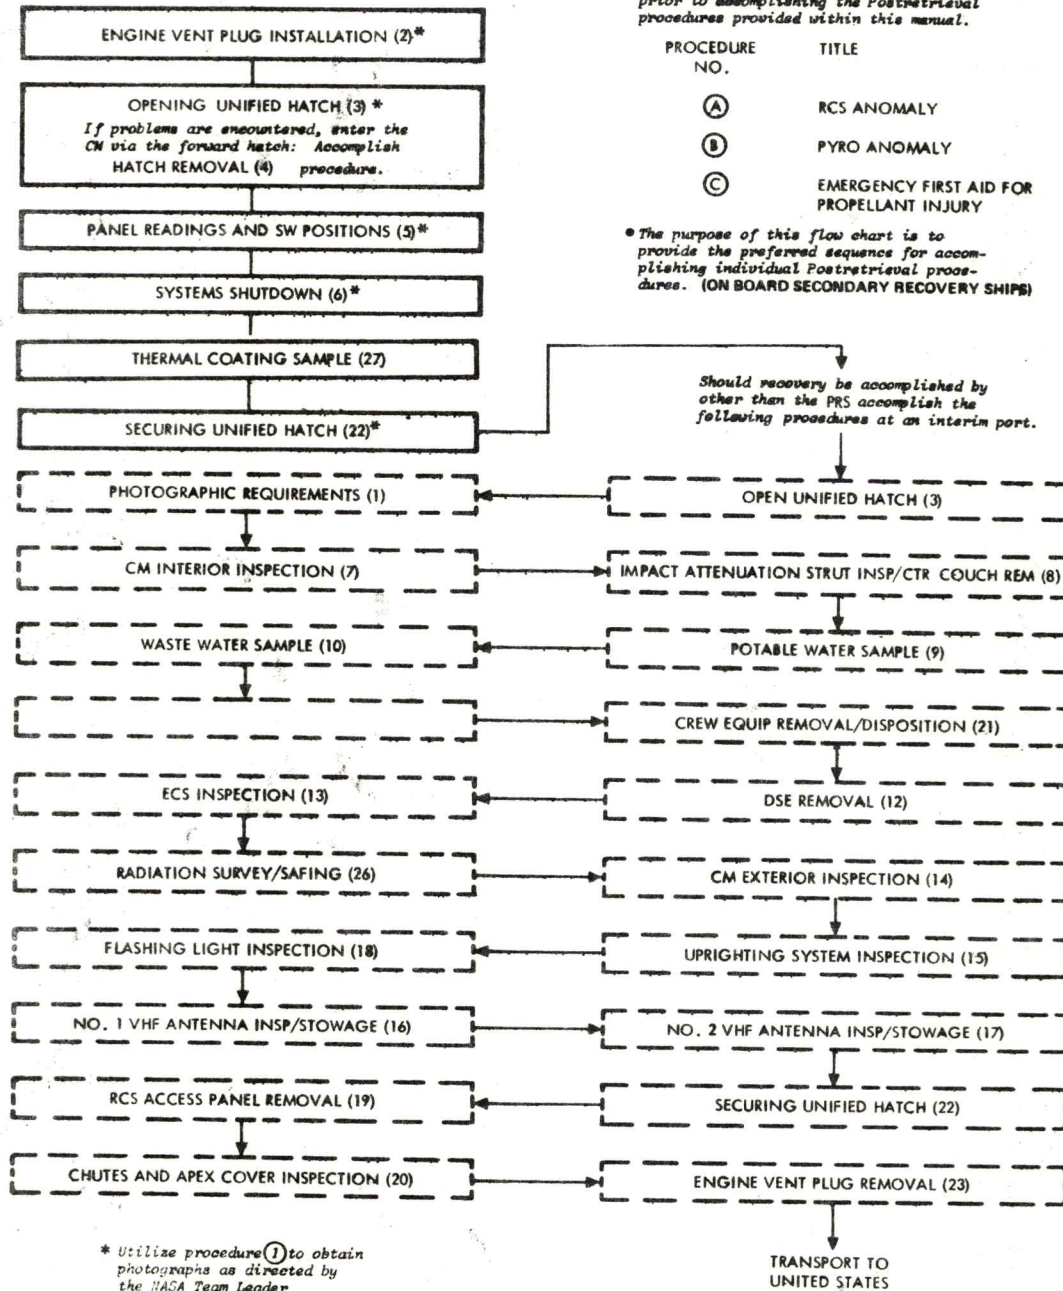 ENGINE VENT PLUG INSTALLATION (2)*
OPENING UNIFIED HATCH (3) *
If problems are encountered, enter the
CM via the forward hatch: Accomplish
HATCH REMOVAL (4) procedure.
PANEL READINGS AND SW POSITIONS (5)*
SYSTEMS SHUTDOWN (6)*
THERMAL COATING SAMPLE (27)
SECURING UNIFIED HATCH (22)*
prior to accomplishing the Postretrieval
procedures provided within this manual.
PROCEDURE TITLE
NO.
A RCS ANOMALY
B PYRO ANOMALY
C EMERGENCY FIRST AID FOR
PROPELLANT INJURY
• The purpose of this flow chart is to
provide the preferred sequence for accom-
plishing individual Postretrieval proce-
dures. (ON BOARD SECONDARY RECOVERY SHIPS)
Should recovery be accomplished by
other than the PRS accomplish the
following procedures at an interim port.
OPEN UNIFIED HATCH (3)
PHOTOGRAPHIC REQUIREMENTS (1)
CM INTERIOR INSPECTION (7)
IMPACT ATTENUATION STRUT INSP/CTR COUCH REM (8)
POTABLE WATER SAMPLE (9)
WASTE WATER SAMPLE (10)
CREW EQUIP REMOVAL/DISPOSITION (21)
DSE REMOVAL (12)
ECS INSPECTION (13)
RADIATION SURVEY/SAFING (26)
CM EXTERIOR INSPECTION (14)
UPRIGHTING SYSTEM INSPECTION (15)
FLASHING LIGHT INSPECTION (18)
NO. 1 VHF ANTENNA INSP/STOWAGE (16)
NO. 2 VHF ANTENNA INSP/STOWAGE (17)
SECURING UNIFIED HATCH (22)
RCS ACCESS PANEL REMOVAL (19)
CHUTES AND APEX COVER INSPECTION (20)
ENGINE VENT PLUG REMOVAL (23)
TRANSPORT TO
UNITED STATES
* Utilize procedure 1 to obtain
photographs as directed by
the NASA Team Leader